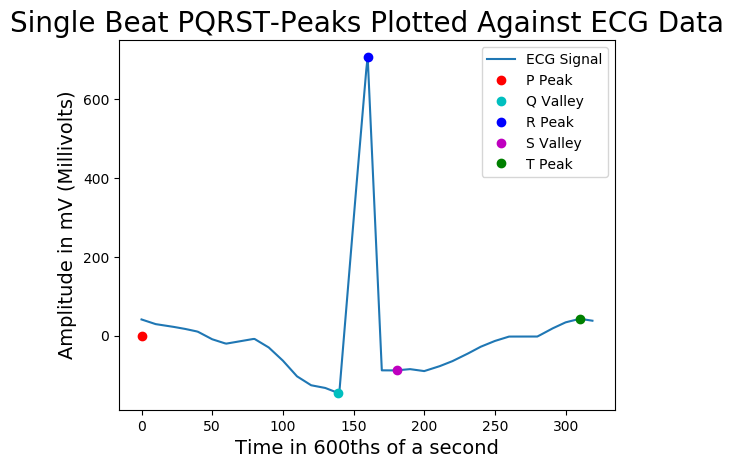 Single Beat PQRST-Peaks Plotted Against ECG Data
Amplitude in mV (Millivolts)
600
400
200
0
ECG Signal
P Peak
Q Valley
R Peak
S Valley
T Peak
0 50 100 150 200 250 300
Time in 600ths of a second